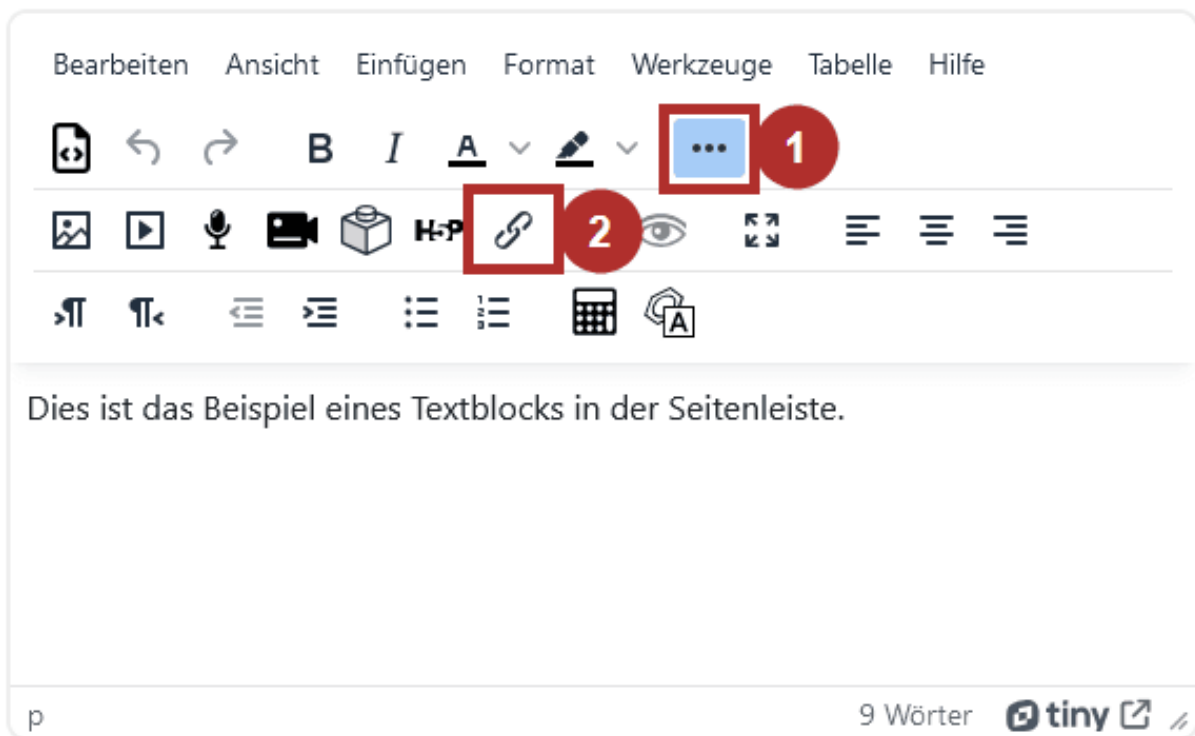 Bearbeiten Ansicht Einfügen Format Werkzeuge Tabelle Hilfe
B I A ••• 1
H5P 2
A
Dies ist das Beispiel eines Textblocks in der Seitenleiste.
p 9 Wörter tiny